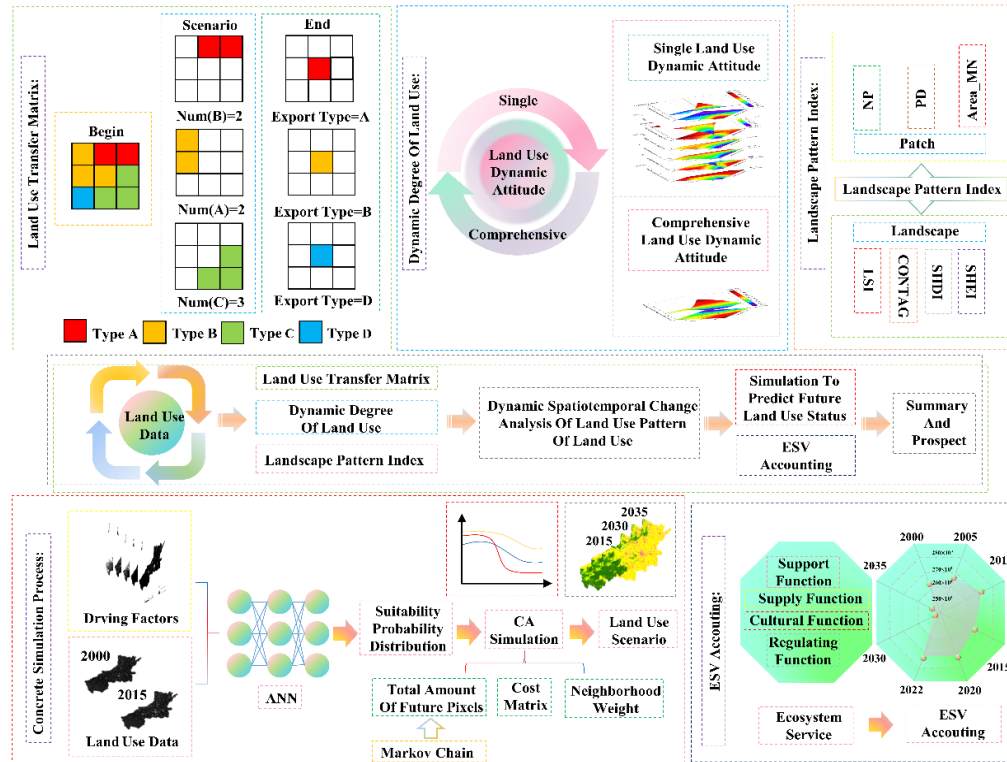 Land Use Transfer Matrix:
Begin
Scenario
Num(B)=2
Num(A)=2
Num(C)=3
End
Export Type=A
Export Type=B
Export Type=D
Type A
Type B
Type C
Type D
Dynamic Degree Of Land Use:
Single
Land Use
Dynamic
Attitude
Comprehensive
Single Land Use
Dynamic Attitude
Comprehensive
Land Use Dynamic
Attitude
Landscape Pattern Index:
NP
PD
Area_MN
Patch
Landscape Pattern Index
Landscape
LSI
CONTAG
SHDI
SHEI
Land Use
Data
Land Use Transfer Matrix
Dynamic Degree
Of Land Use
Landscape Pattern Index
Dynamic Spatiotemporal Change
Analysis Of Land Use Pattern
Of Land Use
Simulation To
Predict Future
Land Use Status
ESV
Accounting
Summary
And
Prospect
Concrete Simulation Process:
Drving Factors
2000
2015
Land Use Data
ANN
Suitability
Probability
Distribution
2035
2030
2015
CA
Simulation
Land Use
Scenario
Total Amount
Of Future Pixels
Cost
Matrix
Neighborhood
Weight
Markov Chain
ESV Accouting:
Support
Function
Supply Function
Cultural Function
Regulating
Function
2000
2005
2015
2020
2022
2030
2035
Ecosystem
Service
ESV
Accouting